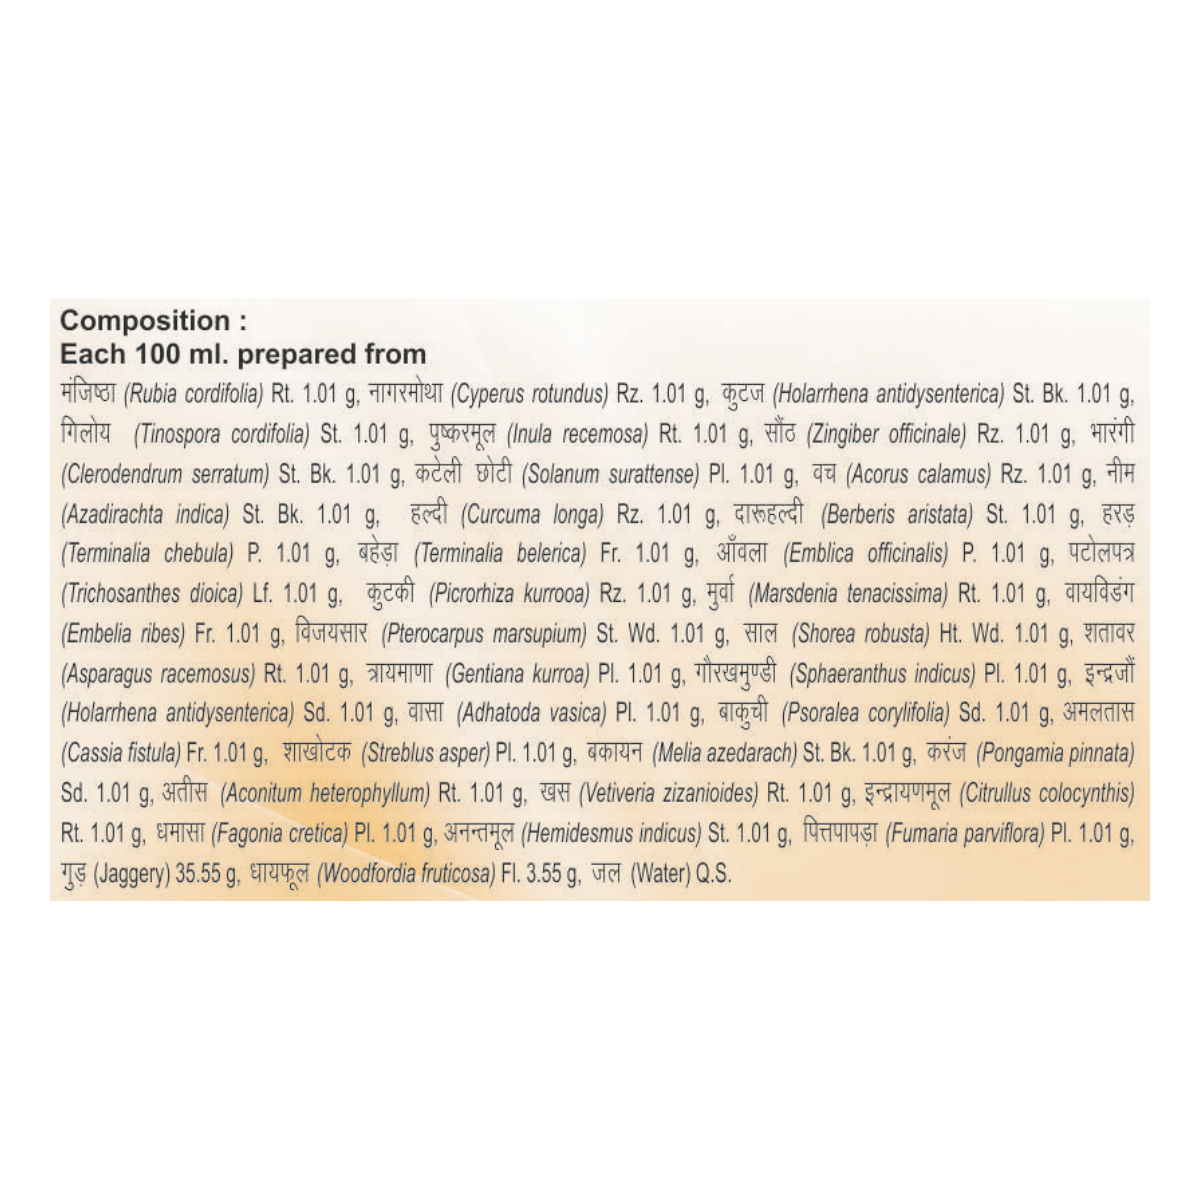 Composition :
Each 100 ml. prepared from
मंजिष्ठा (Rubia cordifolia) Rt. 1.01 g, नागरमोथा (Cyperus rotundus) Rz. 1.01 g, कुटज (Holarrhena antidysenterica) St. Bk. 1.01 g,
गिलोय (Tinospora cordifolia) St. 1.01 g, पुष्करमूल (Inula recemosa) Rt. 1.01 g, सौंठ (Zingiber officinale) Rz. 1.01 g, भारंगी
(Clerodendrum serratum) St. Bk. 1.01 g, कटेली छोटी (Solanum surattense) Pl. 1.01 g, वच (Acorus calamus) Rz. 1.01 g, नीम
(Azadirachta indica) St. Bk. 1.01 g, हल्दी (Curcuma longa) Rz. 1.01 g, दारूहल्दी (Berberis aristata) St. 1.01 g, हरड़
(Terminalia chebula) P. 1.01 g, बहेड़ा (Terminalia belerica) Fr. 1.01 g, आँवला (Emblica officinalis) P. 1.01 g, पटोलपत्र
(Trichosanthes dioica) Lf. 1.01 g, कुटकी (Picrorhiza kurrooa) Rz. 1.01 g, मुर्वा (Marsdenia tenacissima) Rt. 1.01 g, वायविडंग
(Embelia ribes) Fr. 1.01 g, विजयसार (Pterocarpus marsupium) St. Wd. 1.01 g, साल (Shorea robusta) Ht. Wd. 1.01 g, शतावर
(Asparagus racemosus) Rt. 1.01 g, त्रायमाणा (Gentiana kurroa) Pl. 1.01 g, गौरखमुण्डी (Sphaeranthus indicus) Pl. 1.01 g, इन्द्रजौं
(Holarrhena antidysenterica) Sd. 1.01 g, वासा (Adhatoda vasica) Pl. 1.01 g, बाकुची (Psoralea corylifolia) Sd. 1.01 g, अमलतास
(Cassia fistula) Fr. 1.01 g, शाखोटक (Streblus asper) Pl. 1.01 g, बकायन (Melia azedarach) St. Bk. 1.01 g, करंज (Pongamia pinnata)
Sd. 1.01 g, अतीस (Aconitum heterophyllum) Rt. 1.01 g, खस (Vetiveria zizanioides) Rt. 1.01 g, इन्द्रायणमूल (Citrullus colocynthis)
Rt. 1.01 g, धमासा (Fagonia cretica) Pl. 1.01 g, अनन्तमूल (Hemidesmus indicus) St. 1.01 g, पित्तपापड़ा (Fumaria parviflora) Pl. 1.01 g,
गुड़ (Jaggery) 35.55 g, धायफूल (Woodfordia fruticosa) Fl. 3.55 g, जल (Water) Q.S.